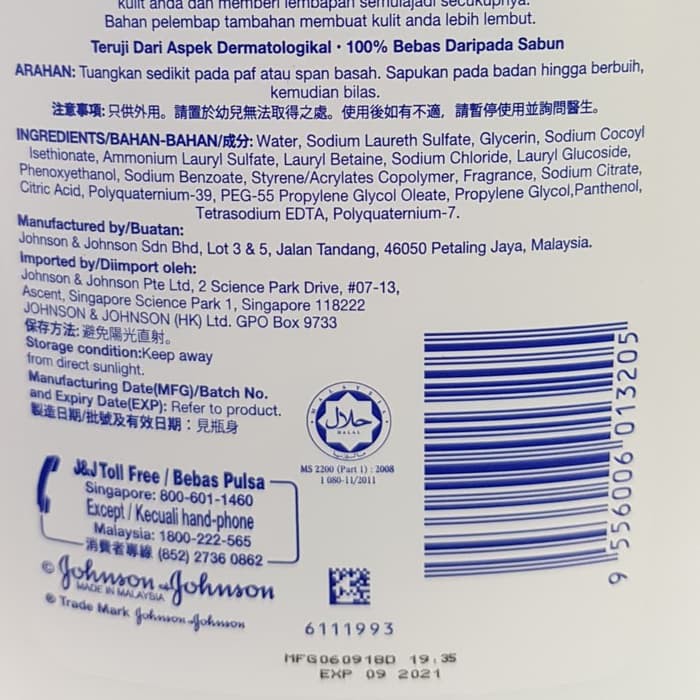 kulit anda dan memberi lembapan semulajadi secukupnya.
Bahan pelembap tambahan membuat kulit anda lebih lembut.
Teruji Dari Aspek Dermatologikal • 100% Bebas Daripada Sabun
ARAHAN: Tuangkan sedikit pada paf atau span basah. Sapukan pada badan hingga berbuih,
kemudian bilas.
注意事項: 只供外用。請置於幼兒無法取得之處。使用後如有不適，請暫停使用並詢問醫生。
INGREDIENTS/BAHAN-BAHAN/成分: Water, Sodium Laureth Sulfate, Glycerin, Sodium Cocoyl
Isethionate, Ammonium Lauryl Sulfate, Lauryl Betaine, Sodium Chloride, Lauryl Glucoside,
Phenoxyethanol, Sodium Benzoate, Styrene/Acrylates Copolymer, Fragrance, Sodium Citrate,
Citric Acid, Polyquaternium-39, PEG-55 Propylene Glycol Oleate, Propylene Glycol,Panthenol,
Tetrasodium EDTA, Polyquaternium-7.
Manufactured by/Buatan:
Johnson & Johnson Sdn Bhd, Lot 3 & 5, Jalan Tandang, 46050 Petaling Jaya, Malaysia.
Imported by/Diimport oleh:
Johnson & Johnson Pte Ltd, 2 Science Park Drive, #07-13,
Ascent, Singapore Science Park 1, Singapore 118222
JOHNSON & JOHNSON (HK) Ltd. GPO Box 9733
保存方法: 避免陽光直射。
Storage condition:Keep away
from direct sunlight.
Manufacturing Date(MFG)/Batch No.
and Expiry Date(EXP): Refer to product.
製造日期/批號及有效日期：見瓶身
MALAYSIA
حلال
HALAL
ماليزيا
MS 2200 (Part 1) : 2008
1 080-11/2011
9 556006 013205
J&J Toll Free / Bebas Pulsa
Singapore: 800-601-1460
Except / Kecuali hand-phone
Malaysia: 1800-222-565
消費者專線 (852) 2736 0862
© Johnson & Johnson
MADE IN MALAYSIA
® Trade Mark Johnson & Johnson
6111993
MFG060918D 19:35
EXP 09 2021